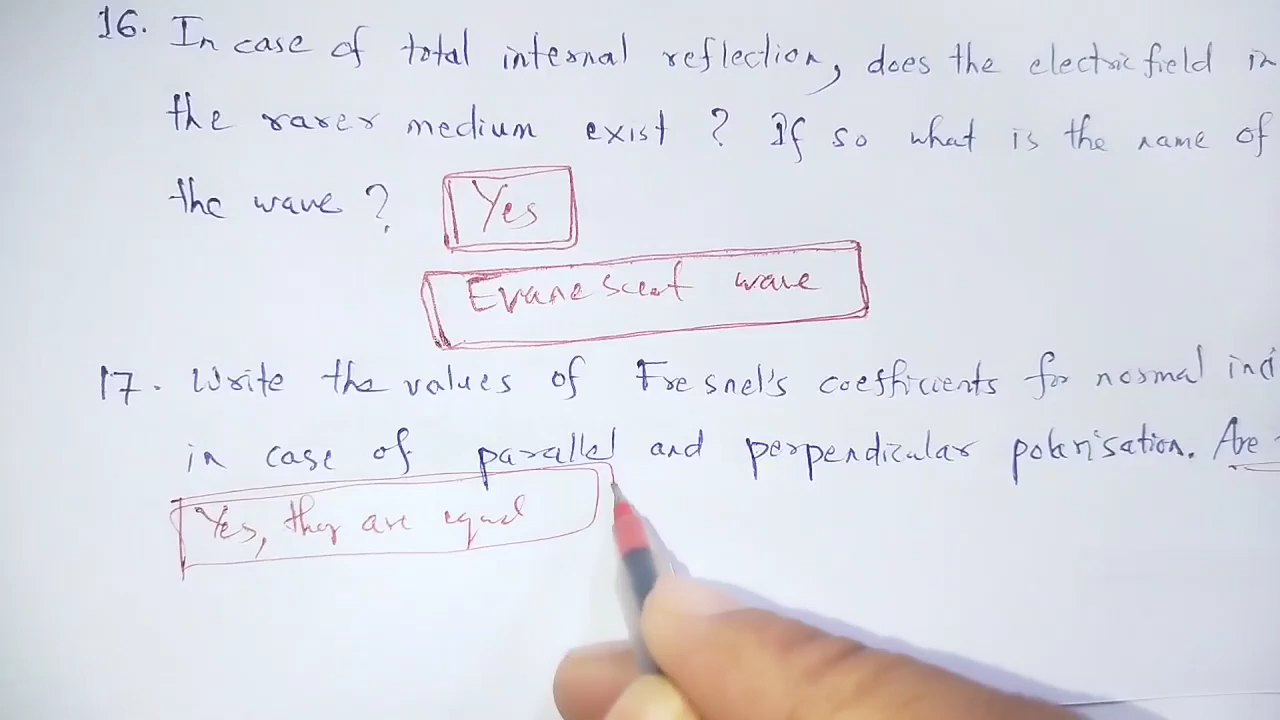 16. In case of total internal reflection, does the electric field in
the rarer medium exist ? If so what is the name of
the wave ? Yes
Evanescent wave
17. Write the values of Fresnel's coefficients for normal inci
in case of parallel and perpendicular polarisation. Are
Yes, they are equal